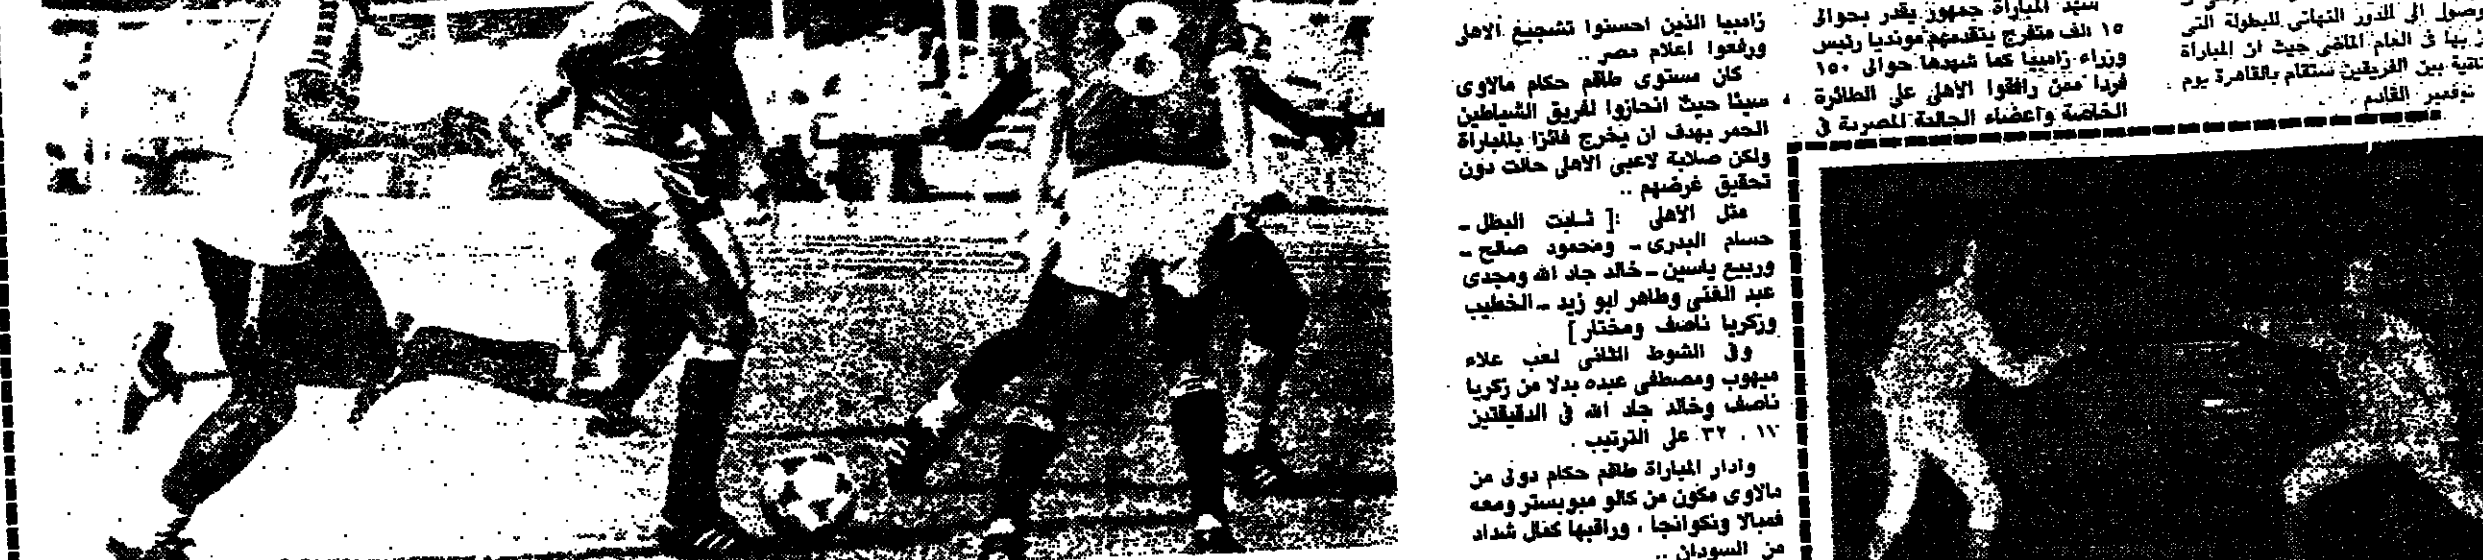 وصول الى الدور النهائى للبطولة التى
بها فى العام الماضى حيث ان المباراة
بين الفريقين ستقام بالقاهرة يوم
نوفمبر القادم
شهد المباراة جمهور يقدر بحوالى
١٥ الف متفرج يتقدمهم مونديا رئيس
وزراء زامبيا كما شهدها حوالى ١٥٠
فردا ممن رافقوا الأهلى على الطائرة
الخاصة وأعضاء الجالية المصرية فى
زامبيا الذين احسنوا تشجيع الاهلى
ورفعوا اعلام مصر ..
كان مستوى طاقم حكام مالاوى
سيئا حيث انحازوا لفريق الشياطين
الحمر بهدف ان يخرج فائزا بالمباراة
ولكن صلابة لاعبى الاهلى حالت دون
تحقيق غرضهم ..
مثل الأهلى :[ ثابت البطل ـ
حسام البدرى ـ ومحمود صالح ـ
وربيع ياسين ـ خالد جاد الله ومجدى
عبد الغنى وطاهر ابو زيد ـ الخطيب
وزكريا ناصف ومختار ]
وفى الشوط الثانى لعب علاء
ميهوب ومصطفى عبده بدلا من زكريا
ناصف وخالد جاد الله فى الدقيقتين
١٧ ، ٣٢ على الترتيب .
وادار المباراة طاقم حكام دولى من
مالاوى مكون من كالو ميوبستر ومعه
فمبالا ونكوانجا ، وراقبها كمال شداد
من السودان ..
8
8